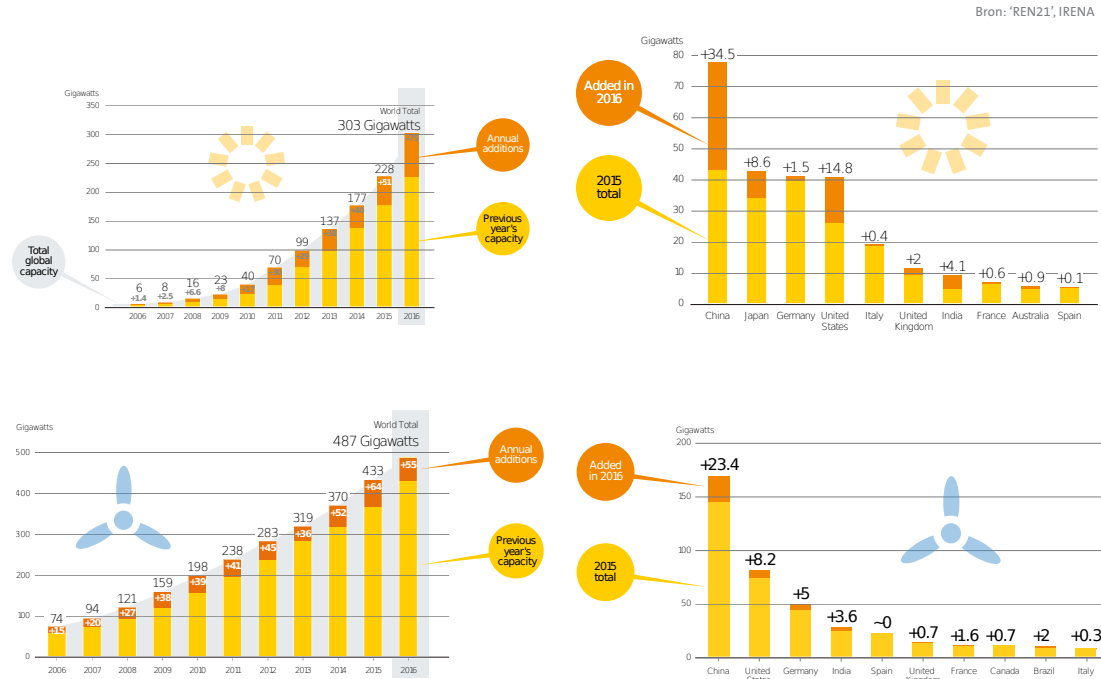 Bron: ‘REN21’, IRENA
Gigawatts
350
300
250
200
150
100
50
0
World Total
303 Gigawatts
Annual
additions
Previous
year's
capacity
Total
global
capacity
6 8 16 23 40 70 99 137 177 228
+1.4 +2.5 +6.6 +8 +51
2006 2007 2008 2009 2010 2011 2012 2013 2014 2015 2016
Gigawatts
80
70
60
50
40
30
20
10
0
Added in
2016
2015
total
+34.5 +8.6 +1.5 +14.8 +0.4 +2 +4.1 +0.6 +0.9 +0.1
China Japan Germany United Italy United India France Australia Spain
States Kingdom
Gigawatts
500
400
300
200
100
0
World Total
487 Gigawatts
Annual
additions
Previous
year's
capacity
74 94 121 159 198 238 283 319 370 433
+15 +20 +27 +38 +39 +41 +45 +36 +52 +64 +55
2006 2007 2008 2009 2010 2011 2012 2013 2014 2015 2016
Gigawatts
200
150
100
50
0
Added
in 2016
2015
total
+23.4 +8.2 +5 +3.6 ~0 +0.7 +1.6 +0.7 +2 +0.3
China United Germany India Spain United France Canada Brazil Italy